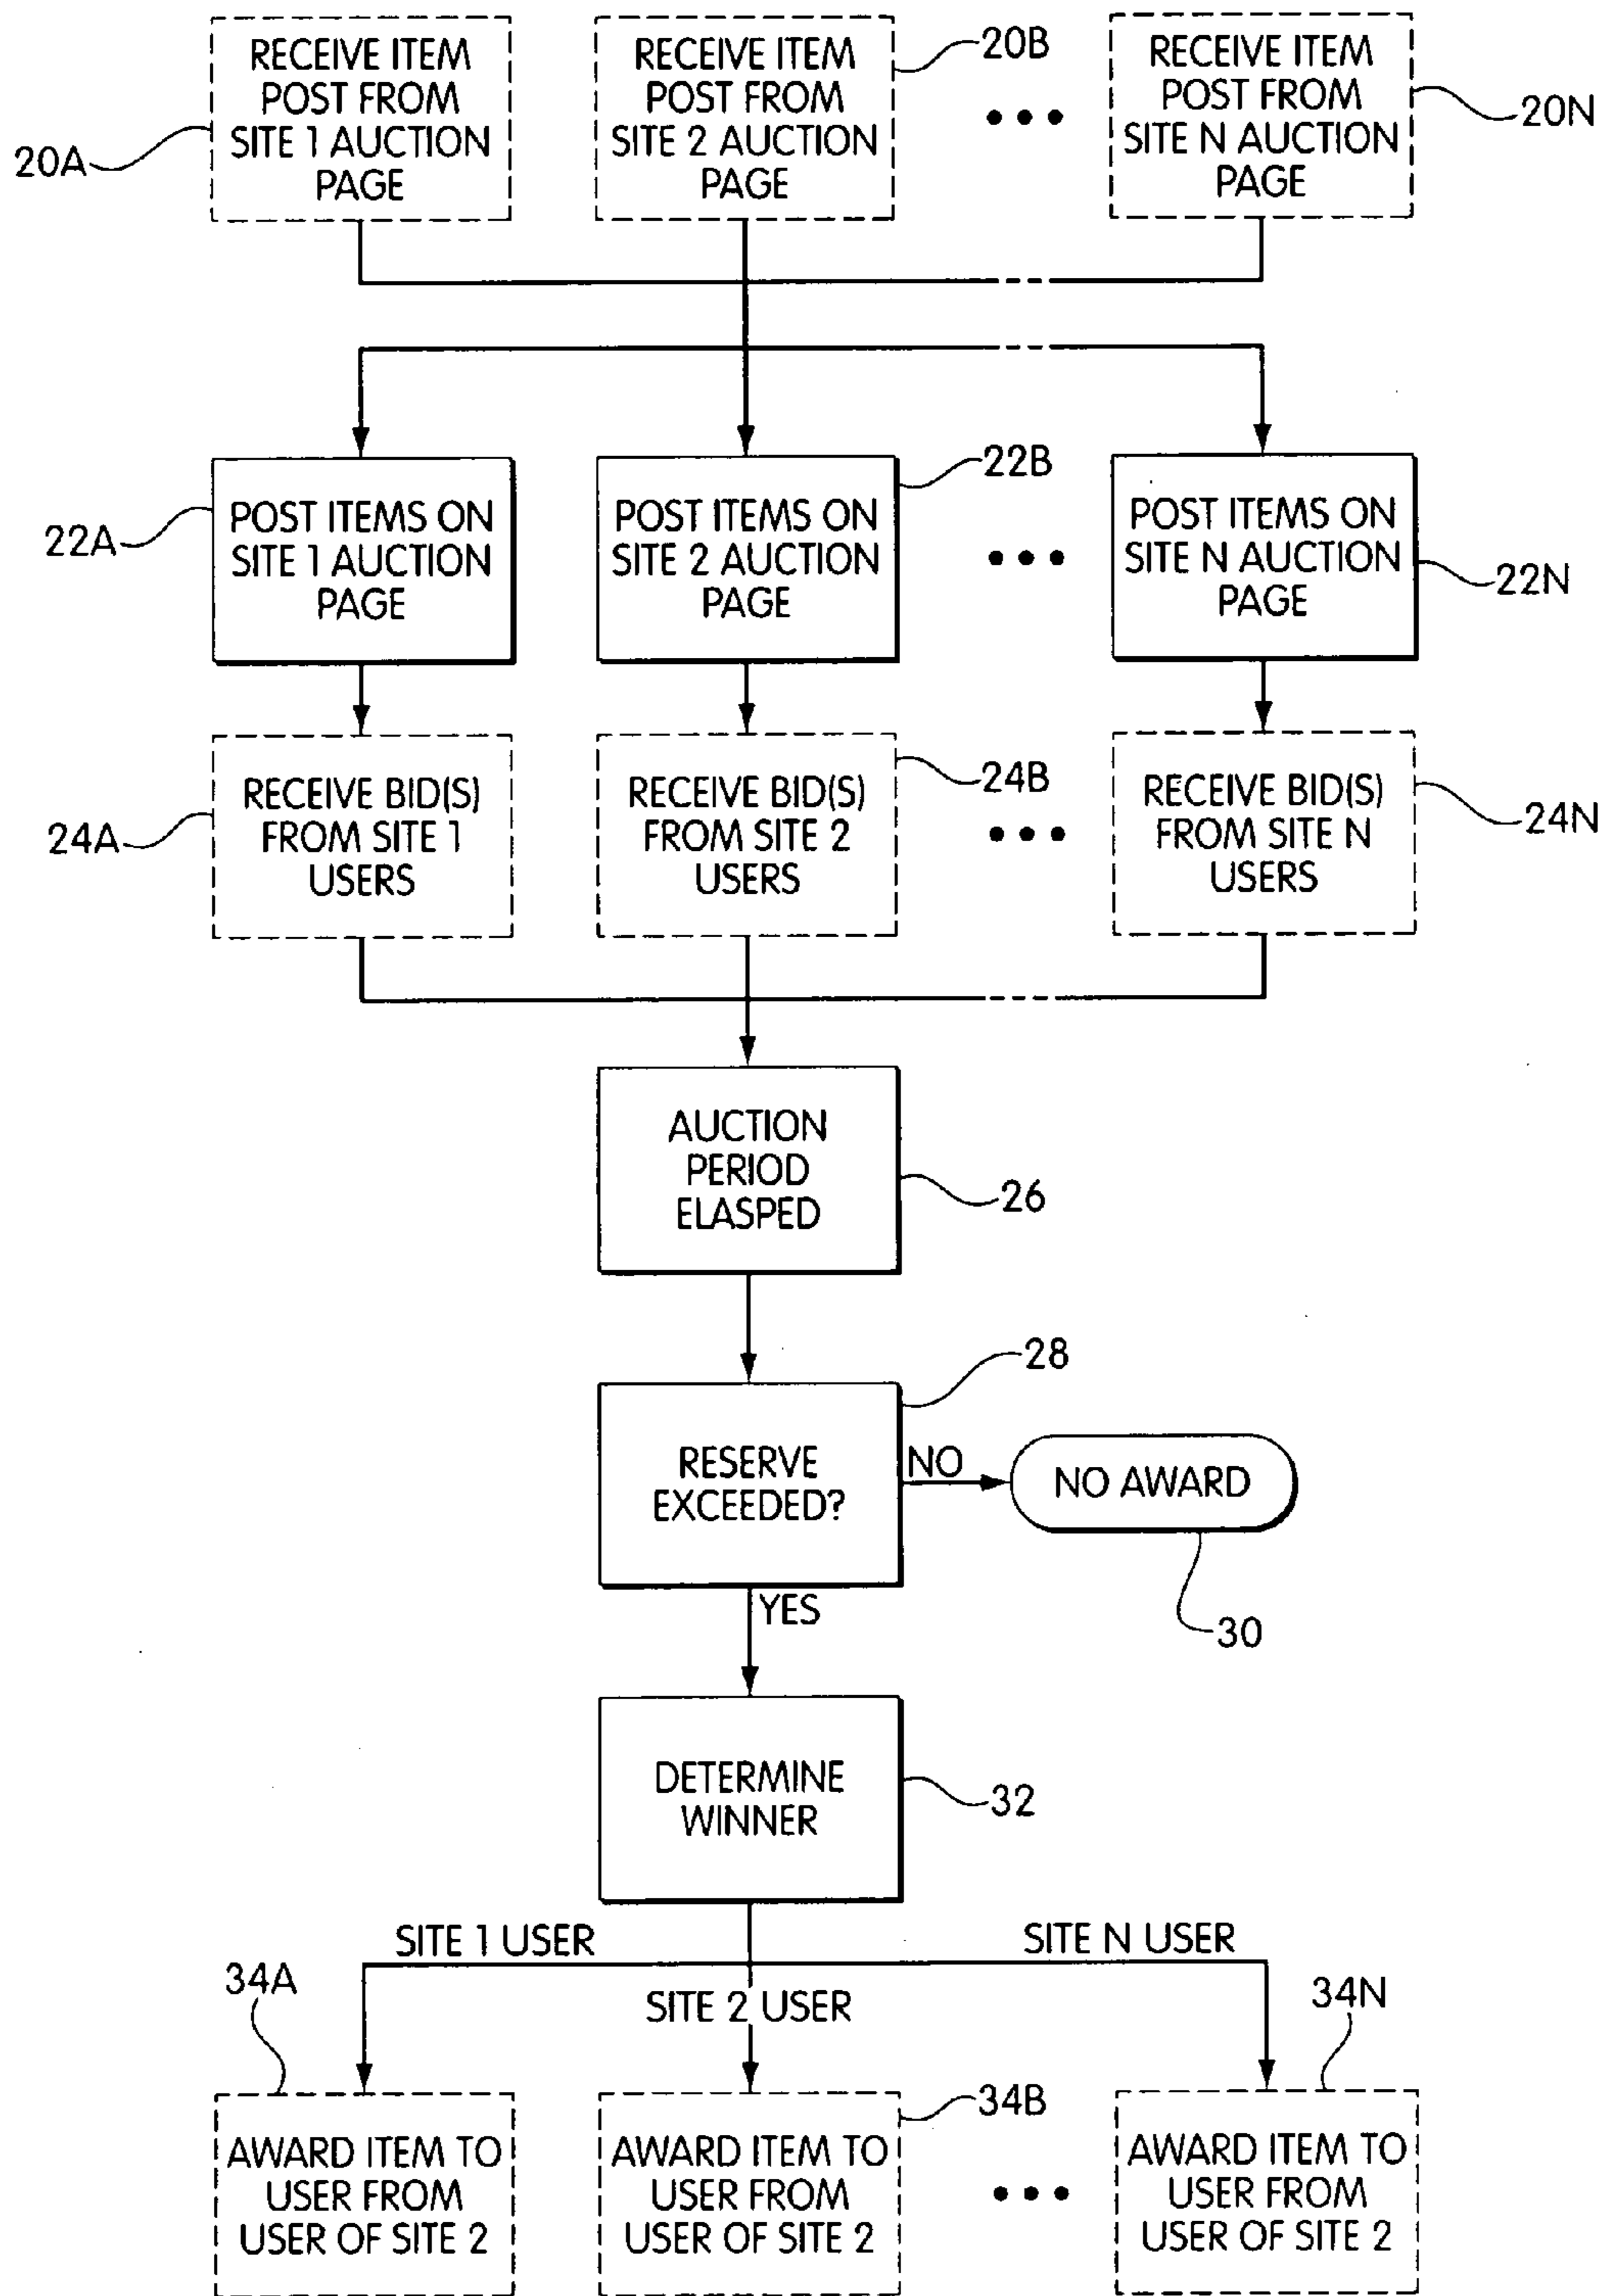 RECEIVE ITEM
POST FROM
SITE 1 AUCTION
PAGE
20A
RECEIVE ITEM
POST FROM
SITE 2 AUCTION
PAGE
20B
RECEIVE ITEM
POST FROM
SITE N AUCTION
PAGE
20N
POST ITEMS ON
SITE 1 AUCTION
PAGE
22A
POST ITEMS ON
SITE 2 AUCTION
PAGE
22B
POST ITEMS ON
SITE N AUCTION
PAGE
22N
RECEIVE BID(S)
FROM SITE 1
USERS
24A
RECEIVE BID(S)
FROM SITE 2
USERS
24B
RECEIVE BID(S)
FROM SITE N
USERS
24N
AUCTION
PERIOD
ELASPED
26
RESERVE
EXCEEDED?
28
NO
NO AWARD
30
YES
DETERMINE
WINNER
32
SITE 1 USER
SITE 2 USER
SITE N USER
34A
AWARD ITEM TO
USER FROM
USER OF SITE 2
34B
AWARD ITEM TO
USER FROM
USER OF SITE 2
34N
AWARD ITEM TO
USER FROM
USER OF SITE 2